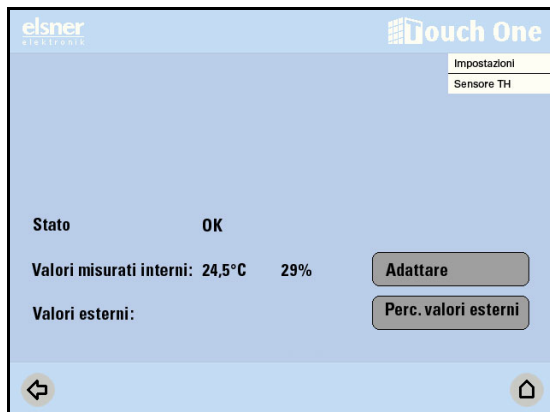 elsner
elektronik
Touch One
Impostazioni
Sensore TH
Stato OK
Valori misurati interni: 24,5°C 29% Adattare
Valori esterni: Perc. valori esterni